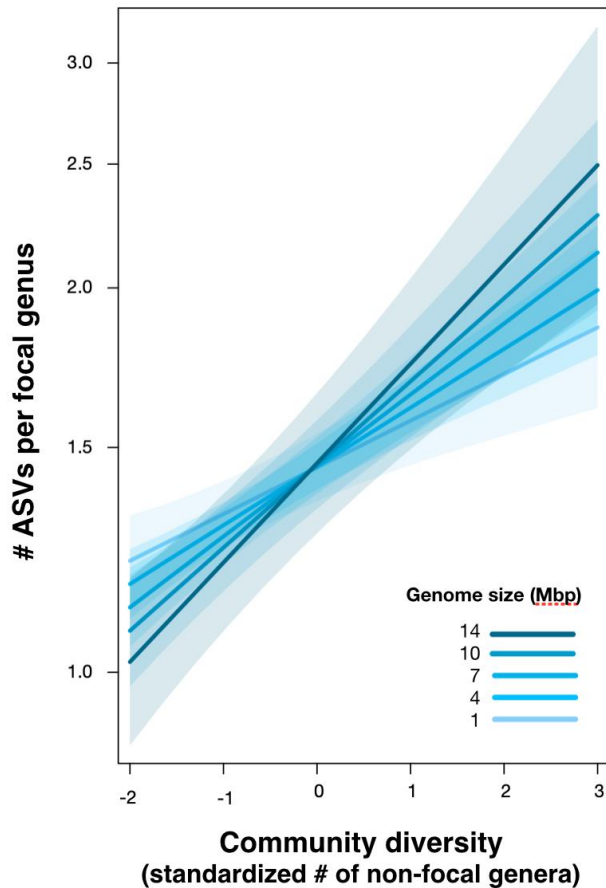 3.0
2.5
2.0
1.5
1.0
# ASVs per focal genus
Genome size (Mbp)
14
10
7
4
1
-2 -1 0 1 2 3
Community diversity
(standardized # of non-focal genera)